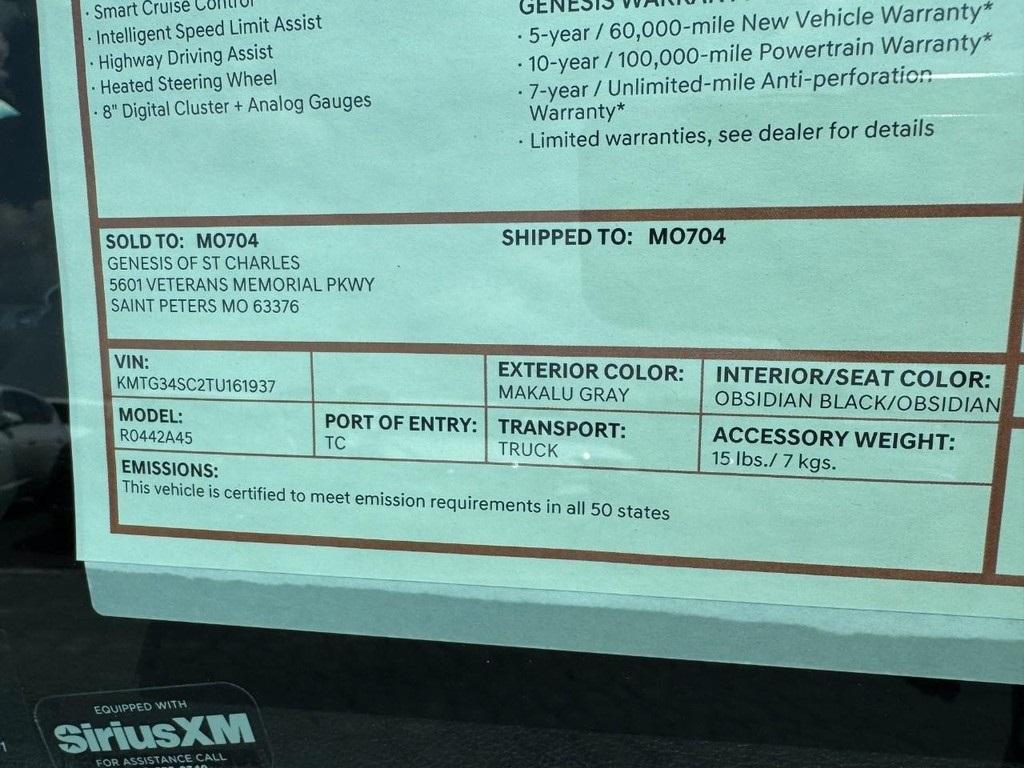 · Smart Cruise Control
· Intelligent Speed Limit Assist
· Highway Driving Assist
· Heated Steering Wheel
· 8" Digital Cluster + Analog Gauges
GENESIS WARRANTY
· 5-year / 60,000-mile New Vehicle Warranty*
· 10-year / 100,000-mile Powertrain Warranty*
· 7-year / Unlimited-mile Anti-perforation
Warranty*
· Limited warranties, see dealer for details
SOLD TO: MO704
GENESIS OF ST CHARLES
5601 VETERANS MEMORIAL PKWY
SAINT PETERS MO 63376
SHIPPED TO: MO704
VIN:
KMTG34SC2TU161937
EXTERIOR COLOR:
MAKALU GRAY
INTERIOR/SEAT COLOR:
OBSIDIAN BLACK/OBSIDIAN
MODEL:
R0442A45
PORT OF ENTRY:
TC
TRANSPORT:
TRUCK
ACCESSORY WEIGHT:
15 lbs./ 7 kgs.
EMISSIONS:
This vehicle is certified to meet emission requirements in all 50 states
EQUIPPED WITH
SiriusXM
FOR ASSISTANCE CALL